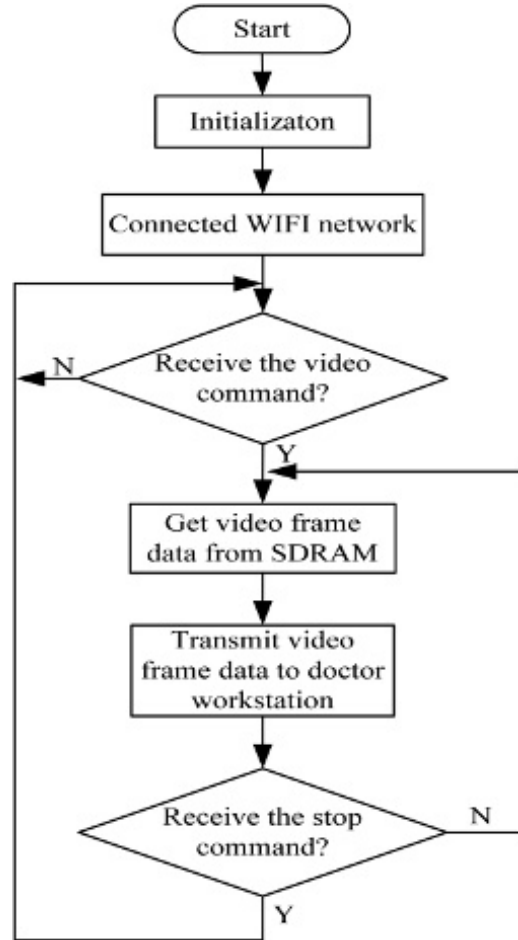 Start
Initializaton
Connected WIFI network
N
Receive the video
command?
Y
Get video frame
data from SDRAM
Transmit video
frame data to doctor
workstation
Receive the stop
command?
N
Y